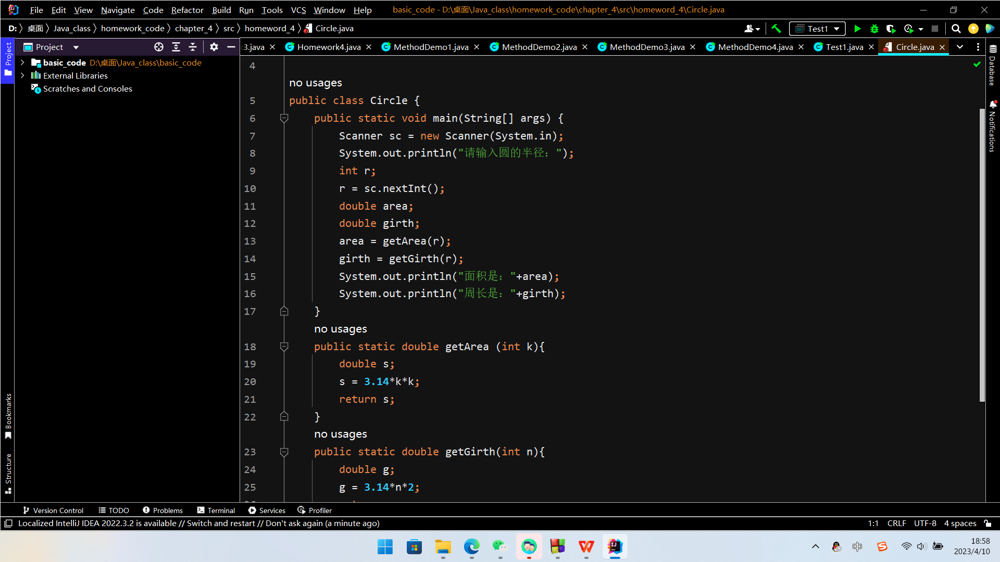 File Edit View Navigate Code Refactor Build Run Tools VCS Window Help basic_code - D:\桌面\Java_class\homework_code\chapter_4\src\homeword_4\Circle.java
D: 桌面 Java_class homework_code chapter_4 src homeword_4 Circle.java Test1
Project 3.java Homework4.java MethodDemo1.java MethodDemo2.java MethodDemo3.java MethodDemo4.java Test1.java Circle.java
Project
basic_code D:\桌面\Java_class\basic_code
External Libraries
Scratches and Consoles
Bookmarks
Structure
4
no usages
5 public class Circle {
6 public static void main(String[] args) {
7 Scanner sc = new Scanner(System.in);
8 System.out.println("请输入圆的半径：");
9 int r;
10 r = sc.nextInt();
11 double area;
12 double girth;
13 area = getArea(r);
14 girth = getGirth(r);
15 System.out.println("面积是："+area);
16 System.out.println("周长是："+girth);
17 }
no usages
18 public static double getArea (int k){
19 double s;
20 s = 3.14*k*k;
21 return s;
22 }
no usages
23 public static double getGirth(int n){
24 double g;
25 g = 3.14*n*2;
Database
Notifications
Version Control TODO Problems Terminal Services Profiler
Localized IntelliJ IDEA 2022.3.2 is available // Switch and restart // Don't ask again (a minute ago) 1:1 CRLF UTF-8 4 spaces
中 18:58
2023/4/10